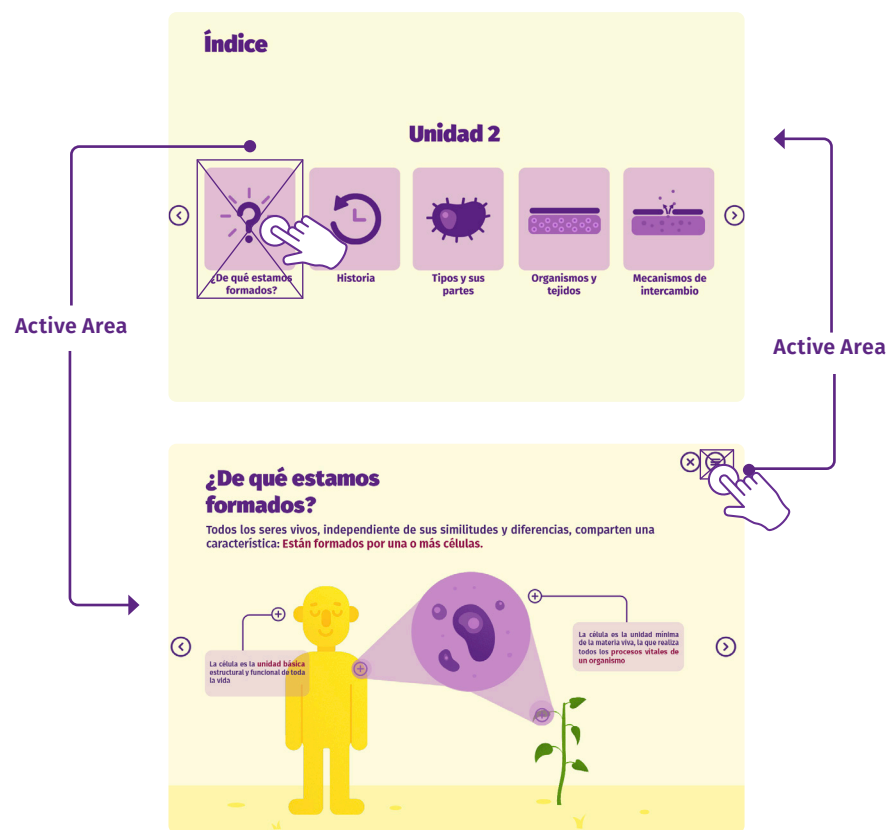 Índice
Unidad 2
¿De qué estamos
formados?
Historia
Tipos y sus
partes
Organismos y
tejidos
Mecanismos de
intercambio
Active Area
Active Area
¿De qué estamos
formados?
Todos los seres vivos, independiente de sus similitudes y diferencias, comparten una
característica: Están formados por una o más células.
La célula es la unidad básica
estructural y funcional de toda
la vida
La célula es la unidad mínima
de la materia viva, la que realiza
todos los procesos vitales de
un organismo